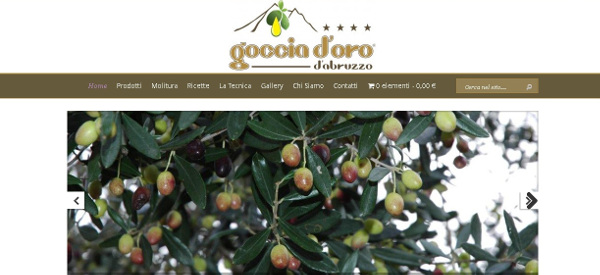 goccia d'oro
d'abruzzo
Home Prodotti Molitura Ricette La Tecnica Gallery Chi Siamo Contatti 0 elementi - 0,00 € Cerca nel sito...